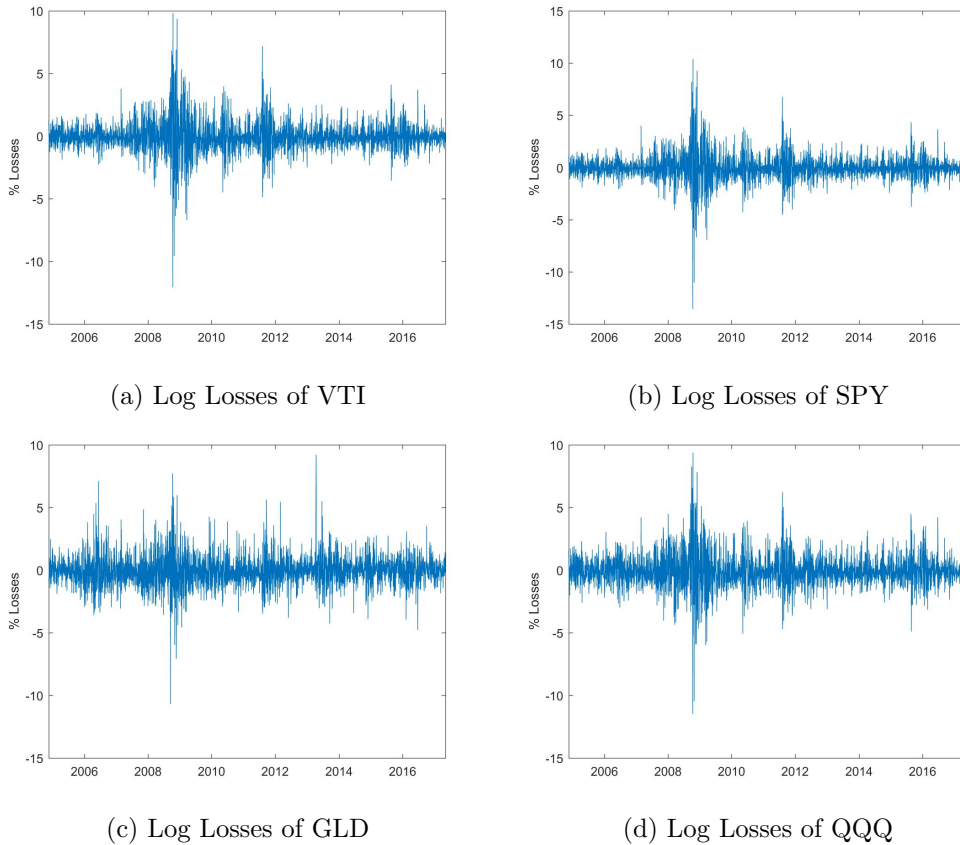 10
5
0
-5
-10
-15
% Losses
2006 2008 2010 2012 2014 2016
(a) Log Losses of VTI
15
10
5
0
-5
-10
-15
% Losses
2006 2008 2010 2012 2014 2016
(b) Log Losses of SPY
10
5
0
-5
-10
-15
% Losses
2006 2008 2010 2012 2014 2016
(c) Log Losses of GLD
10
5
0
-5
-10
-15
% Losses
2006 2008 2010 2012 2014 2016
(d) Log Losses of QQQ